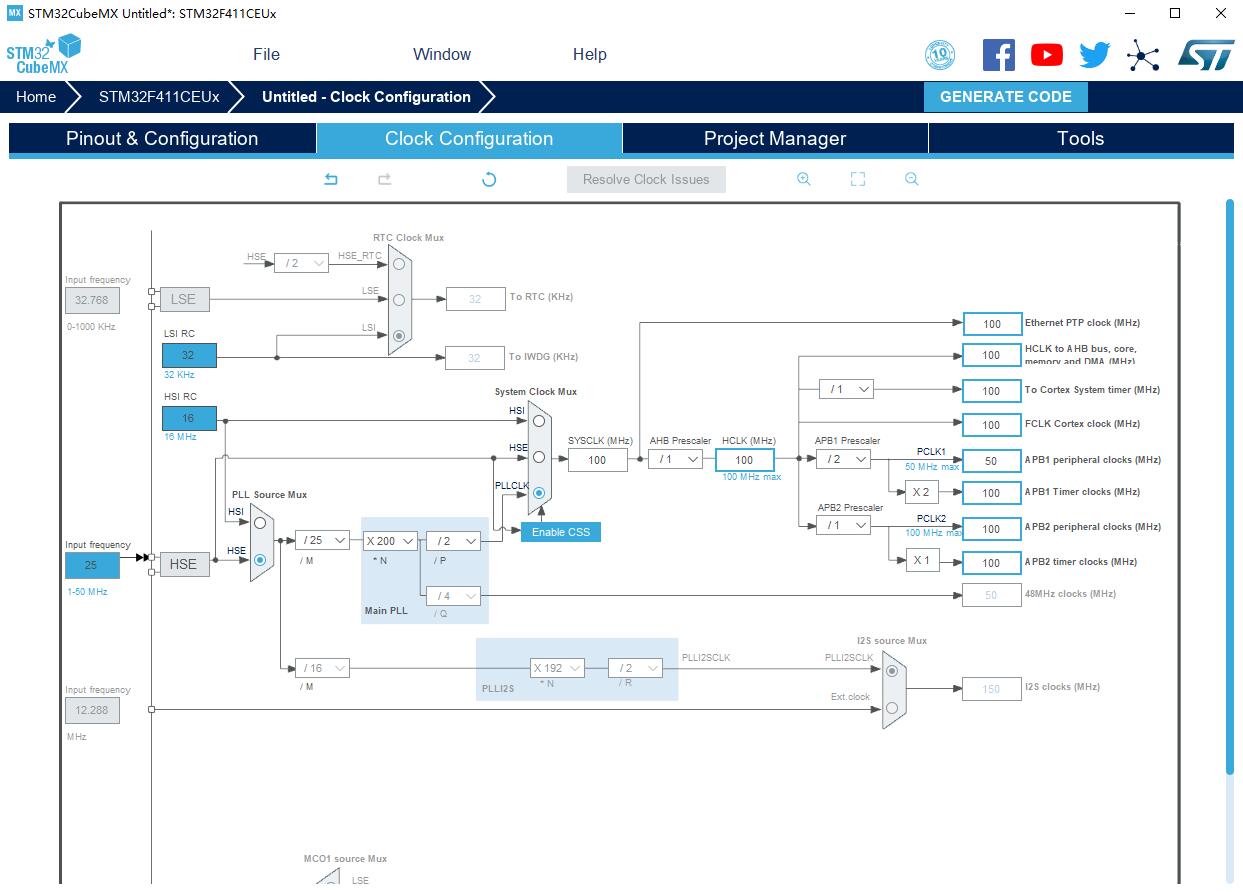 MX STM32CubeMX Untitled*: STM32F411CEUx
STM32 CubeMX
File Window Help
10
Home STM32F411CEUx Untitled - Clock Configuration GENERATE CODE
Pinout & Configuration Clock Configuration Project Manager Tools
Resolve Clock Issues
RTC Clock Mux
HSE / 2 HSE_RTC
Input frequency
32.768 LSE LSE 32 To RTC (KHz)
0-1000 KHz
LSI RC LSI
32 32 To IWDG (KHz)
32 KHz
HSI RC
16
16 MHz
System Clock Mux
HSI
HSE
PLLCLK
SYSCLK (MHz) AHB Prescaler HCLK (MHz) APB1 Prescaler
100 / 1 100 / 2
100 MHz max
100 Ethernet PTP clock (MHz)
100 HCLK to AHB bus, core,
memory and DMA (MHz)
/ 1 100 To Cortex System timer (MHz)
100 FCLK Cortex clock (MHz)
PCLK1 50 APB1 peripheral clocks (MHz)
50 MHz max
X 2 100 APB1 Timer clocks (MHz)
APB2 Prescaler
/ 1
PCLK2 100 APB2 peripheral clocks (MHz)
100 MHz max
X 1 100 APB2 timer clocks (MHz)
PLL Source Mux
HSI
HSE
Enable CSS
Input frequency
25 HSE
1-50 MHz
/ 25 X 200 / 2
/ M * N / P
/ 4 50 48MHz clocks (MHz)
Main PLL / Q
I2S source Mux
/ 16 X 192 / 2 PLLI2SCLK PLLI2SCLK
/ M PLLI2S * N / R
150 I2S clocks (MHz)
Input frequency
12.288 Ext.clock
MHz
MCO1 source Mux
LSE